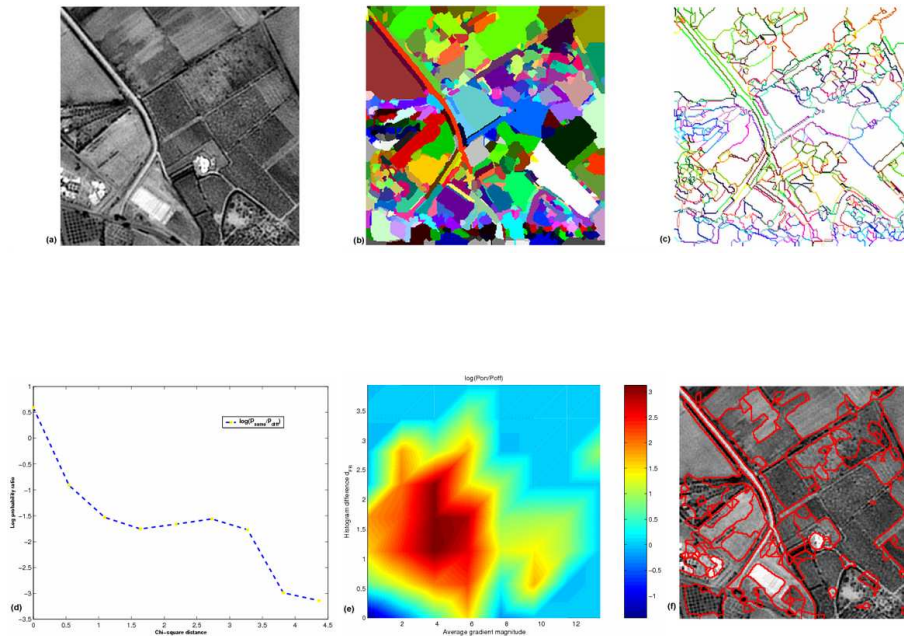 (a)
(b)
(c)
1
0.5
0
-0.5
-1
-1.5
-2
-2.5
-3
-3.5
0 0.5 1 1.5 2 2.5 3 3.5 4 4.5
Log probability ratio
Chi-square distance
log(P_same/P_diff)
(d)
log(Pon/Poff)
3.5
3
2.5
2
1.5
1
0.5
0
2 4 6 8 10 12
Histogram difference d
Average gradient magnitude
3
2.5
2
1.5
1
0.5
0
-0.5
-1
(e)
(f)